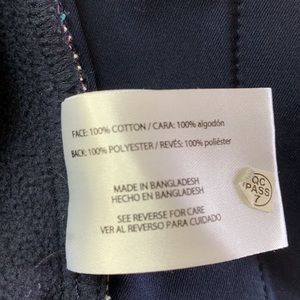 FACE: 100% COTTON / CARA: 100% algodón
BACK: 100% POLYESTER / REVÉS: 100% poliéster
MADE IN BANGLADESH
HECHO EN BANGLADESH
QC
PASS
7
SEE REVERSE FOR CARE
VER AL REVERSO PARA CUIDADO